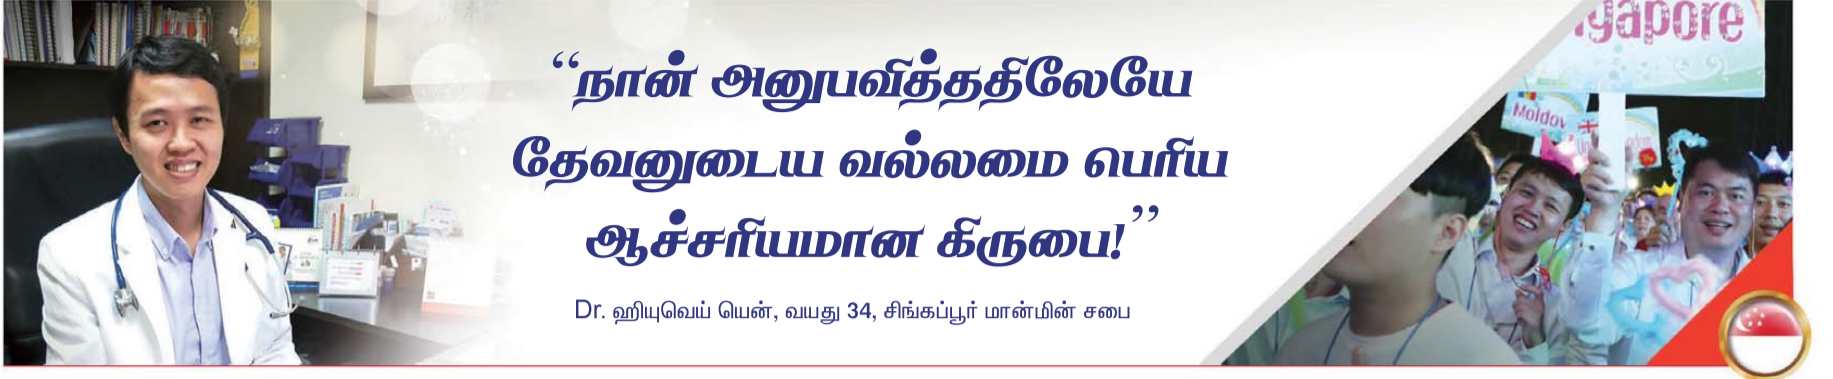 “நான் அனுபவித்ததிலேயே
தேவனுடைய வல்லமை பெரிய
ஆச்சரியமான கிருபை!”
Dr. ஹியுவெய் யென், வயது 34, சிங்கப்பூர் மான்மின் சபை
gapore
Moldov